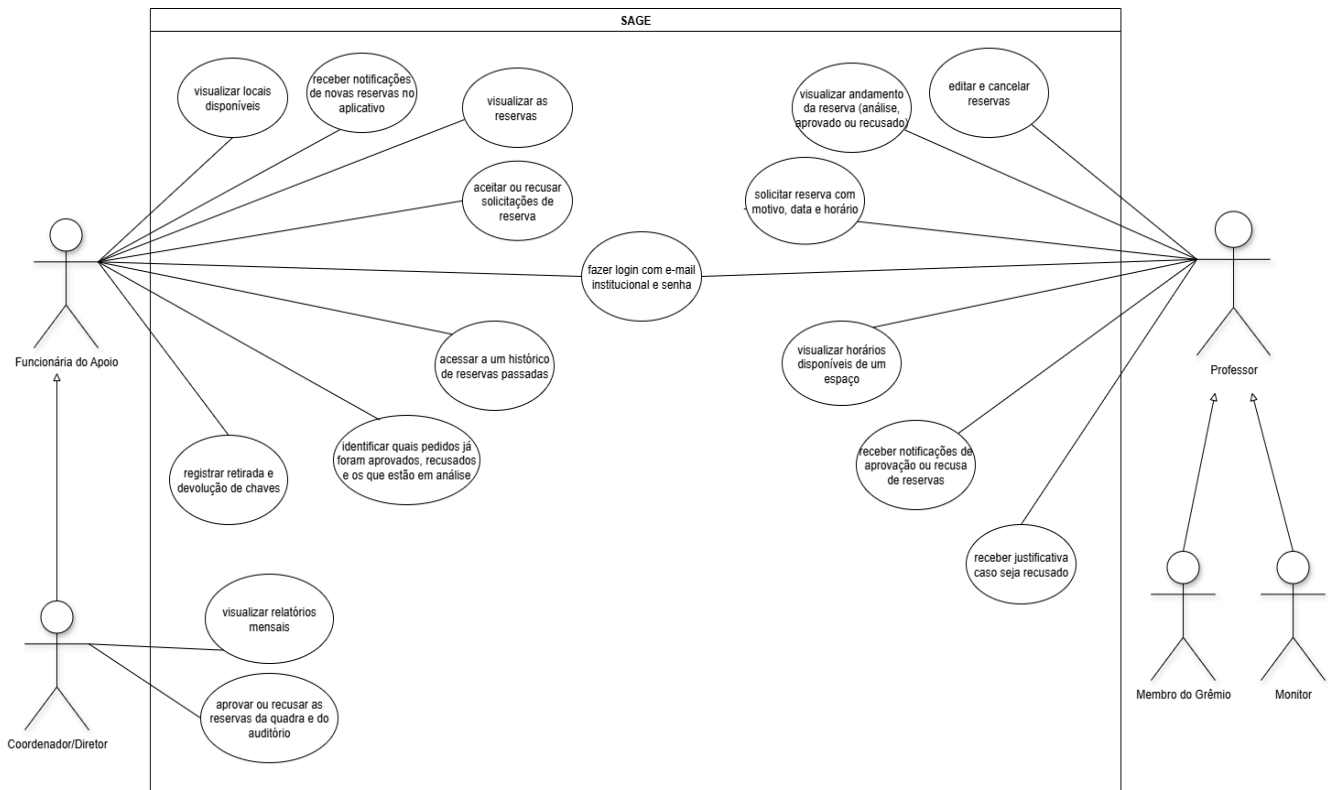 SAGE
visualizar locais
disponíveis
receber notificações
de novas reservas no
aplicativo
visualizar as
reservas
visualizar andamento
da reserva (análise,
aprovado ou recusado)
editar e cancelar
reservas
aceitar ou recusar
solicitações de
reserva
solicitar reserva com
motivo, data e horário
fazer login com e-mail
institucional e senha
Funcionária do Apoio
Professor
acessar a um histórico
de reservas passadas
visualizar horários
disponíveis de um
espaço
identificar quais pedidos já
foram aprovados, recusados
e os que estão em análise
registrar retirada e
devolução de chaves
receber notificações de
aprovação ou recusa
de reservas
receber justificativa
caso seja recusado
visualizar relatórios
mensais
aprovar ou recusar as
reservas da quadra e do
auditório
Coordenador/Diretor
Membro do Grêmio
Monitor